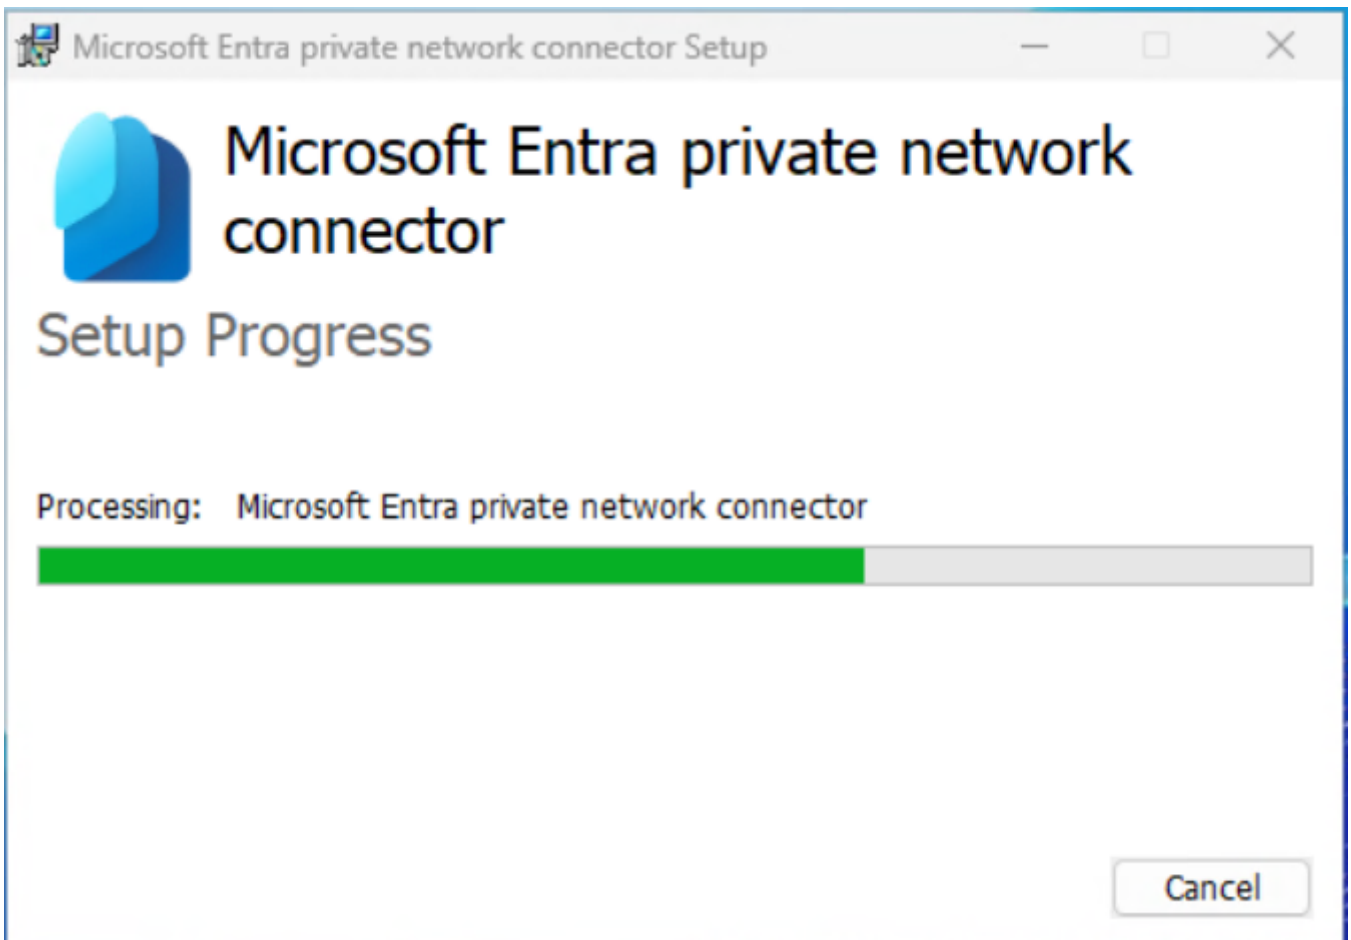 Microsoft Entra private network connector Setup
Microsoft Entra private network
connector
Setup Progress
Processing: Microsoft Entra private network connector
Cancel